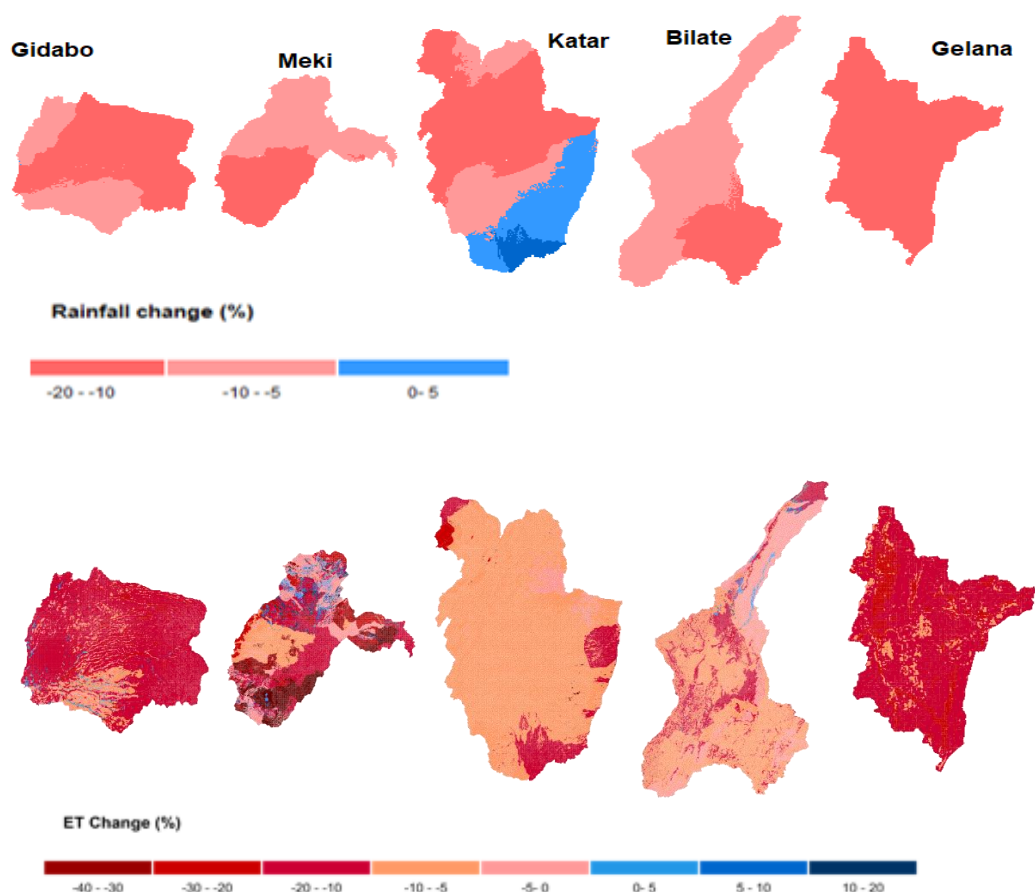 Gidabo Meki Katar Bilate Gelana
Rainfall change (%)
-20 - -10 -10 - -5 0- 5
ET Change (%)
-40 - -30 -30 - -20 -20 - -10 -10 - -5 -5- 0 0- 5 5- 10 10 - 20